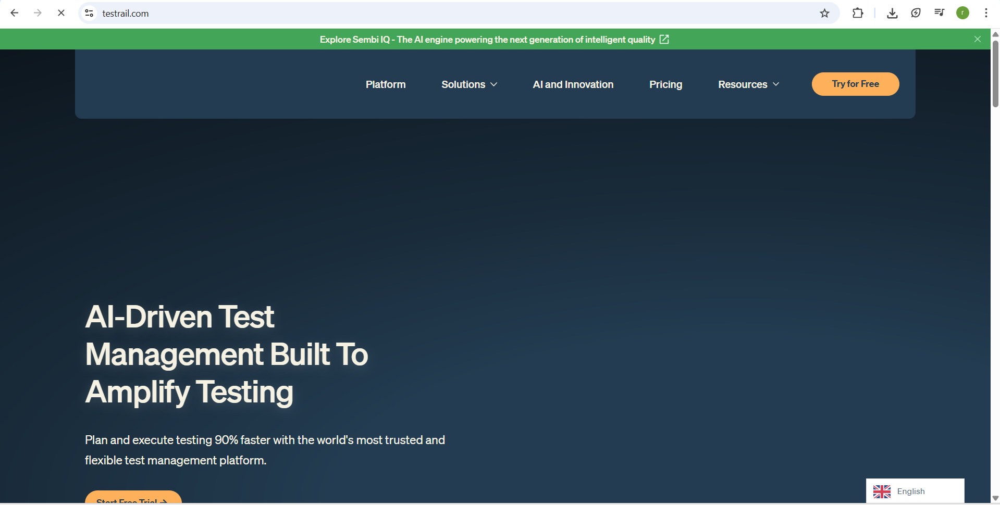 testrail.com
r
Explore Sembi IQ - The AI engine powering the next generation of intelligent quality
Platform
Solutions
AI and Innovation
Pricing
Resources
Try for Free
AI-Driven Test
Management Built To
Amplify Testing
Plan and execute testing 90% faster with the world's most trusted and
flexible test management platform.
Start Free Trial →
English